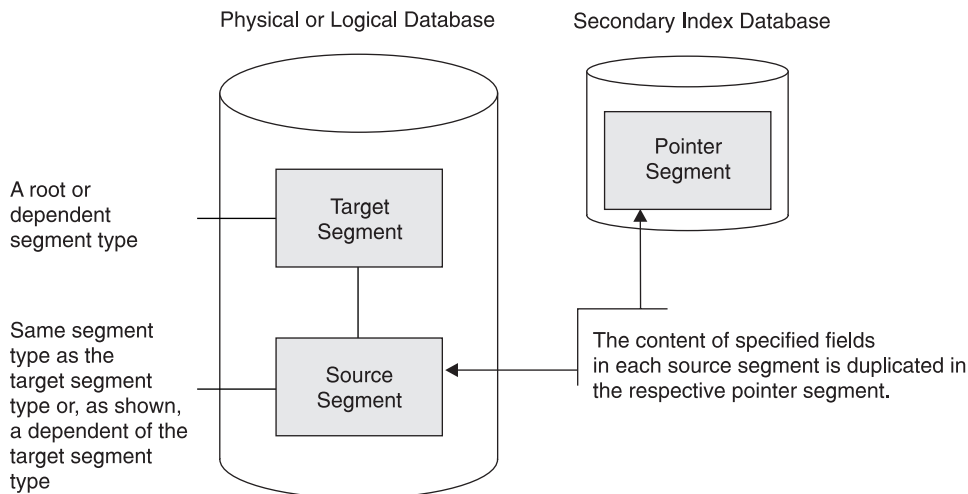 Physical or Logical Database
Secondary Index Database
Pointer
Segment
A root or
dependent
segment type
Target
Segment
Same segment
type as the
target segment
type or, as shown,
a dependent of the
target segment
type
Source
Segment
The content of specified fields
in each source segment is duplicated in
the respective pointer segment.